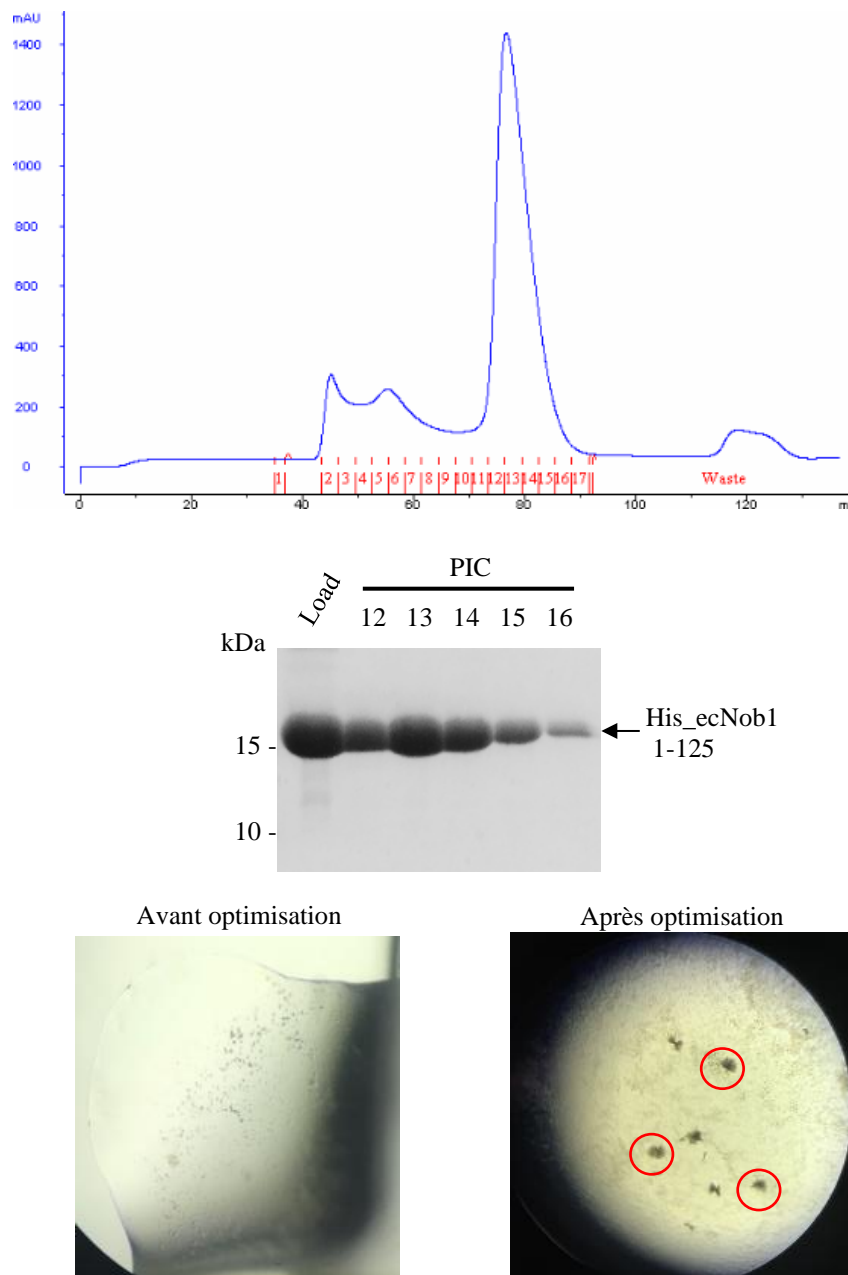 mAU
1400
1200
1000
800
600
400
200
0
1 2 3 4 5 6 7 8 9 10 11 12 13 14 15 16 17 Waste
0 20 40 60 80 100 120 m
PIC
Load 12 13 14 15 16
kDa
His_ecNob1
15 - 1-125
10 -
Avant optimisation Après optimisation